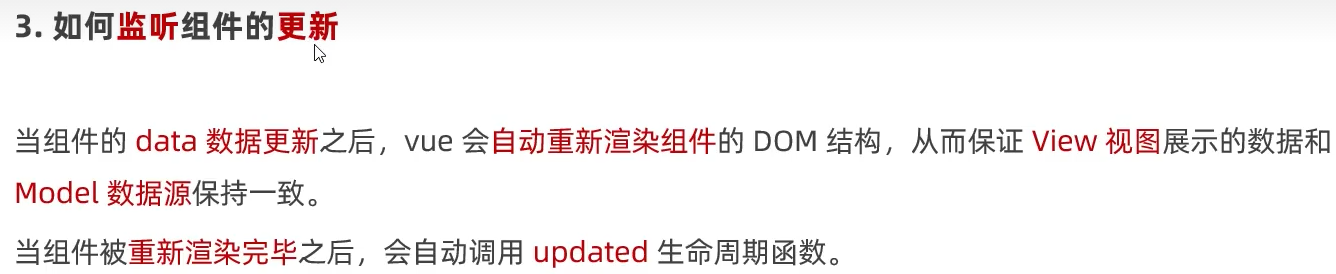 3. 如何监听组件的更新
当组件的 data 数据更新之后，vue 会自动重新渲染组件的 DOM 结构，从而保证 View 视图展示的数据和
Model 数据源保持一致。
当组件被重新渲染完毕之后，会自动调用 updated 生命周期函数。